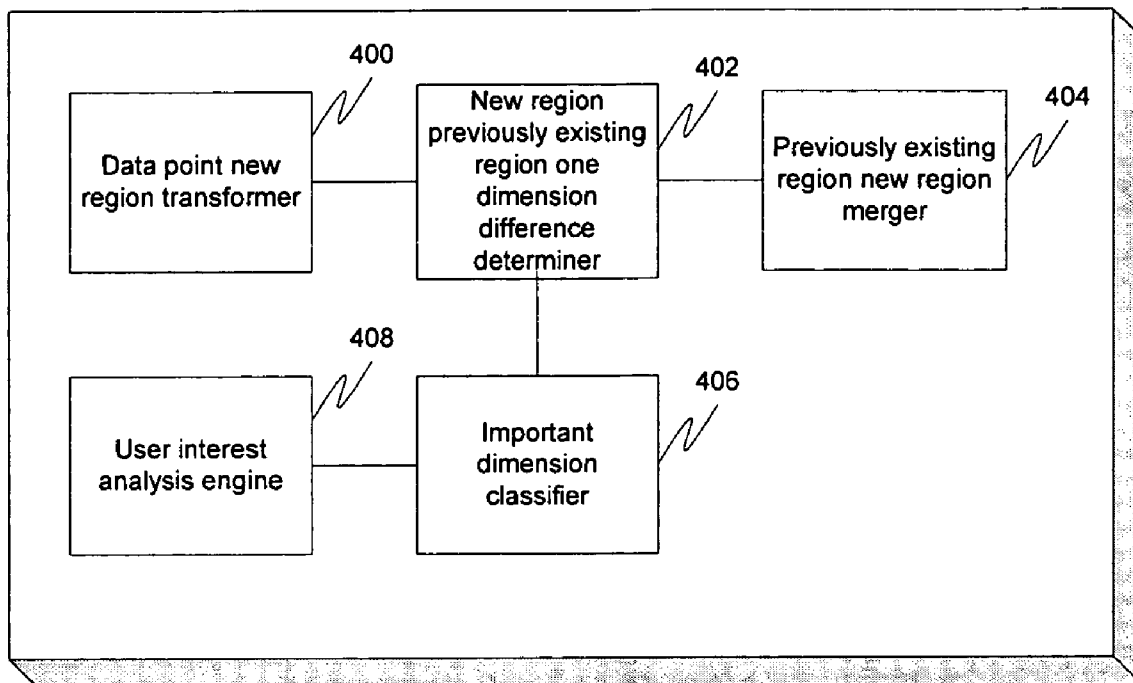 400
Data point new
region transformer
402
New region
previously existing
region one
dimension
difference
determiner
404
Previously existing
region new region
merger
408
User interest
analysis engine
406
Important
dimension
classifier